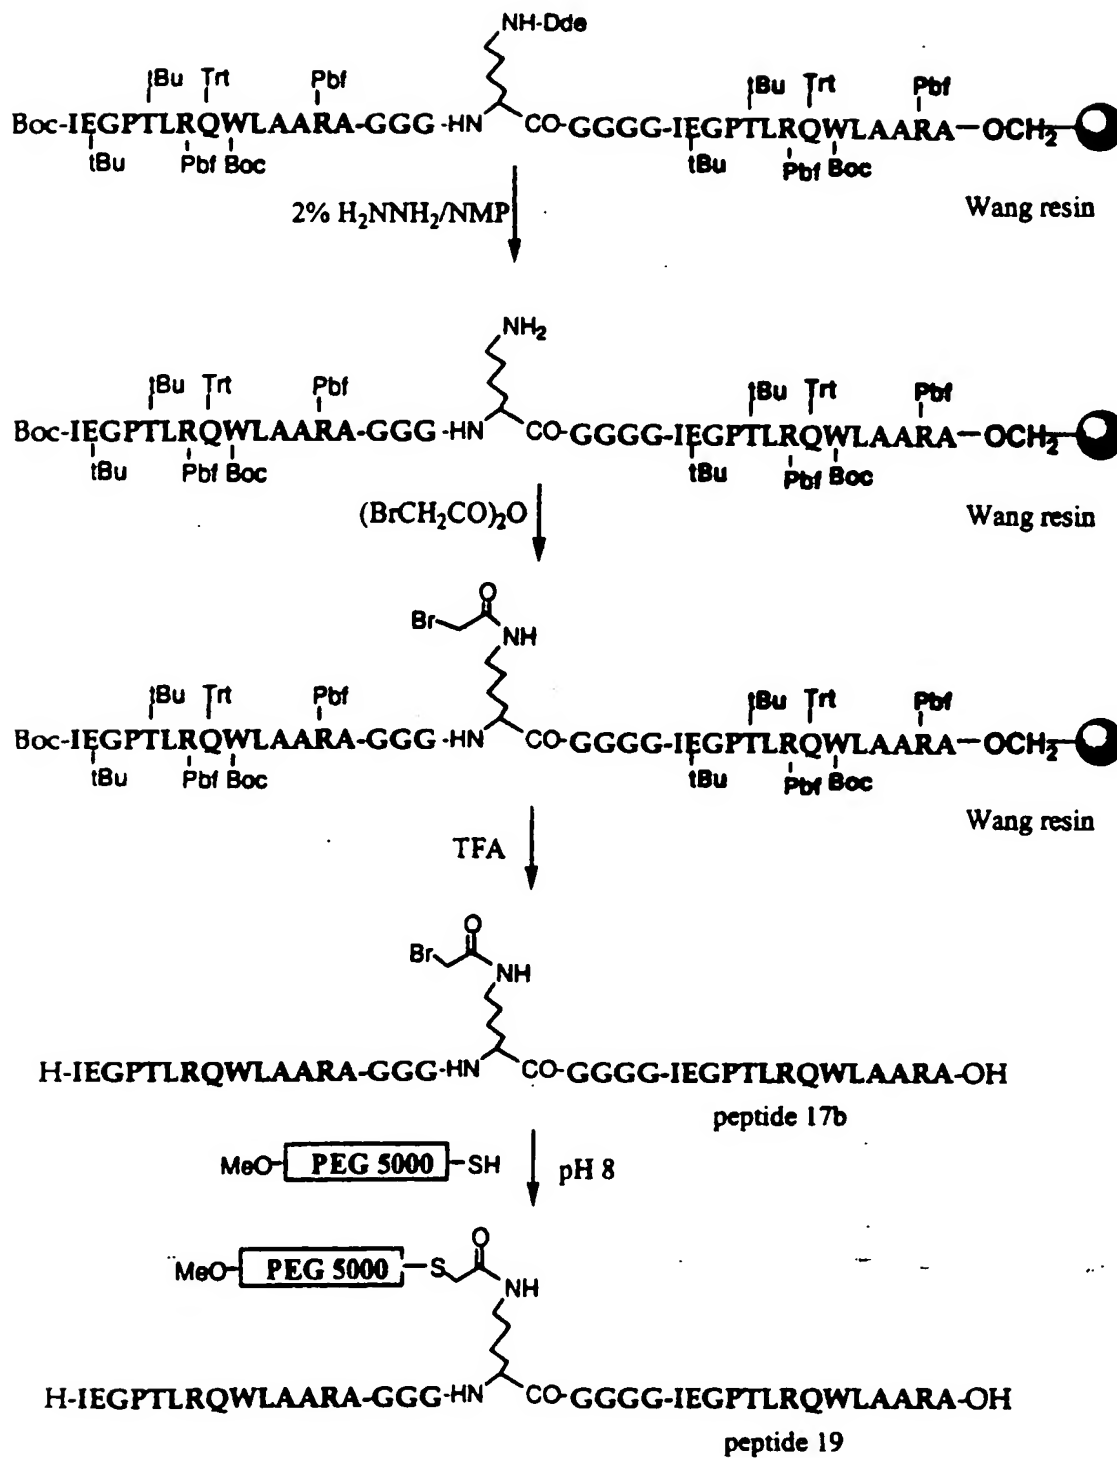 NH-Dde
tBu Trt Pbf tBu Trt Pbf
Boc-IEGPTLRQWLAARA-GGG-HN CO-GGGG-IEGPTLRQWLAARA-OCH2
tBu Pbf Boc tBu Pbf Boc
Wang resin
2% H2NNH2/NMP
NH2
tBu Trt Pbf tBu Trt Pbf
Boc-IEGPTLRQWLAARA-GGG-HN CO-GGGG-IEGPTLRQWLAARA-OCH2
tBu Pbf Boc tBu Pbf Boc
Wang resin
(BrCH2CO)2O
O
Br NH
tBu Trt Pbf tBu Trt Pbf
Boc-IEGPTLRQWLAARA-GGG-HN CO-GGGG-IEGPTLRQWLAARA-OCH2
tBu Pbf Boc tBu Pbf Boc
Wang resin
TFA
O
Br NH
H-IEGPTLRQWLAARA-GGG-HN CO-GGGG-IEGPTLRQWLAARA-OH
peptide 17b
MeO-PEG 5000-SH pH 8
O
MeO-PEG 5000-S NH
H-IEGPTLRQWLAARA-GGG-HN CO-GGGG-IEGPTLRQWLAARA-OH
peptide 19